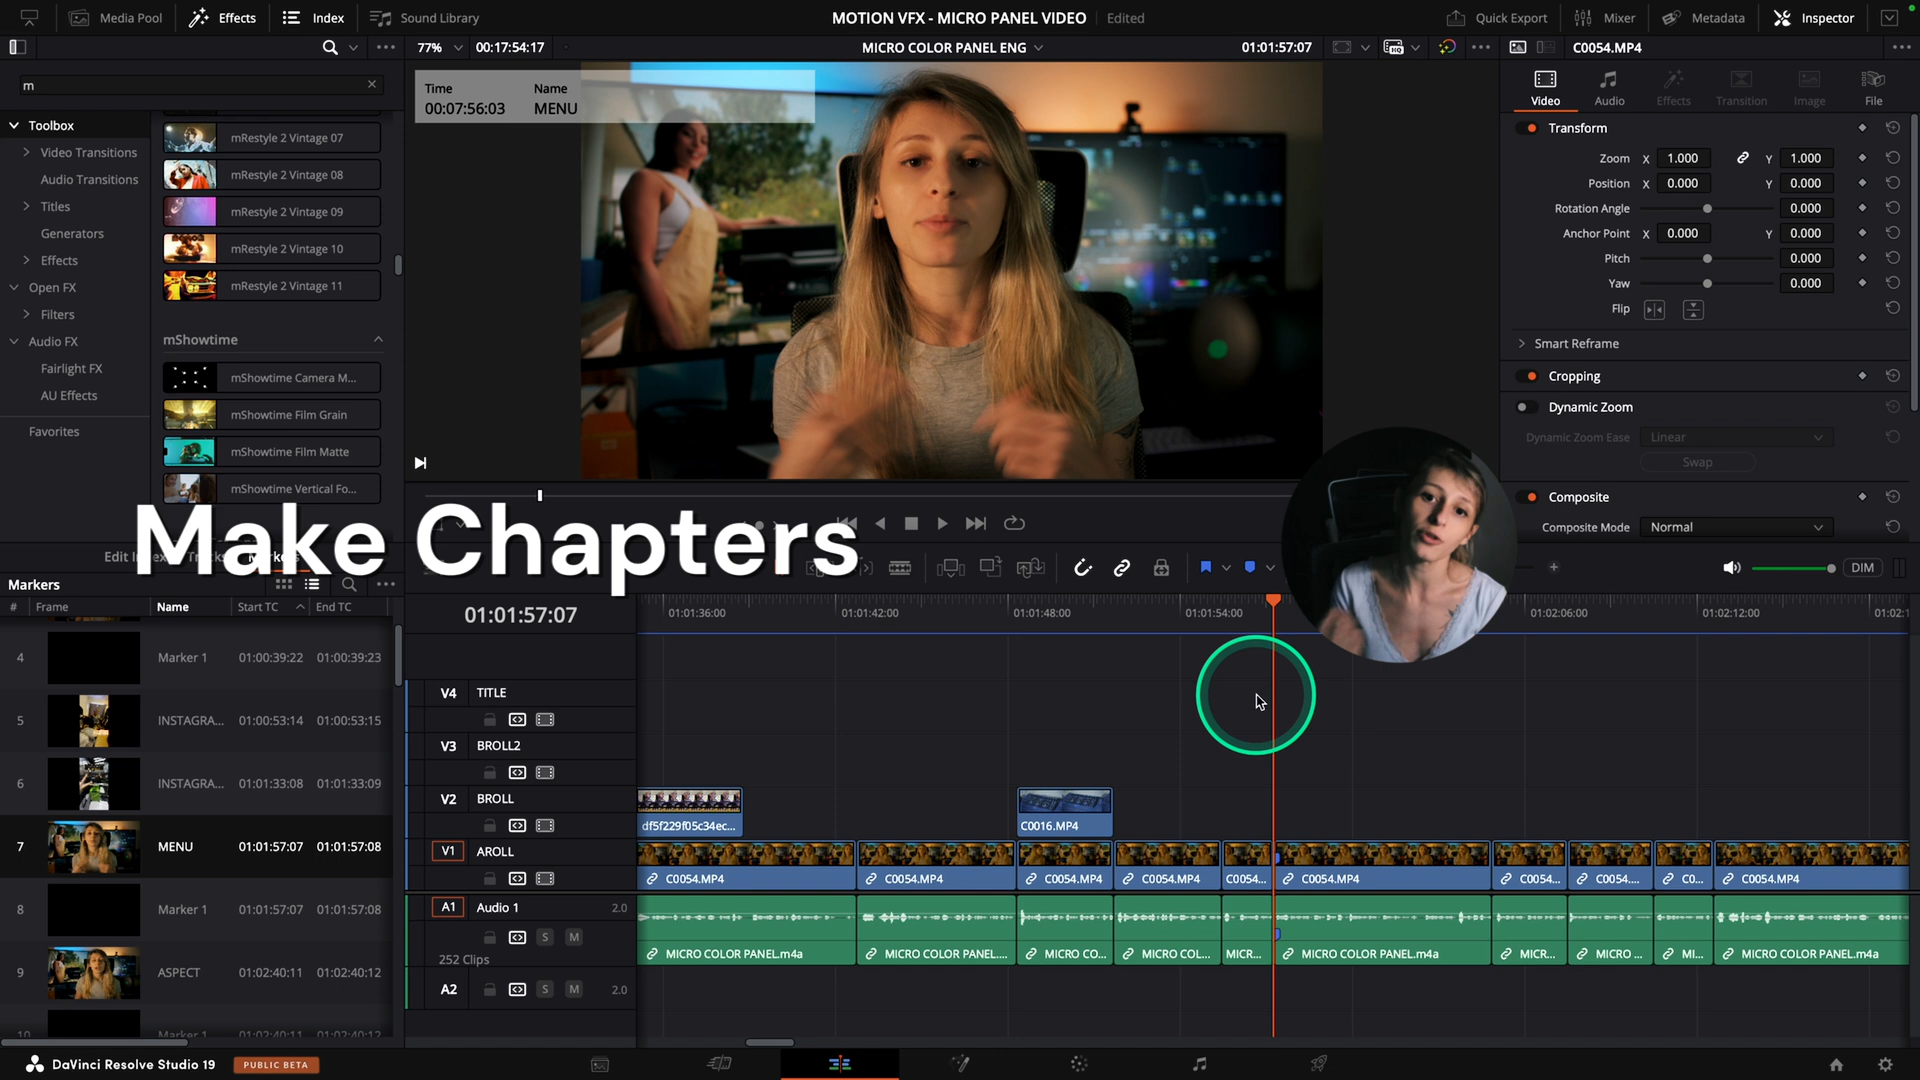 Media Pool Effects Index Sound Library MOTION VFX - MICRO PANEL VIDEO Edited Quick Export Mixer Metadata Inspector
77% 00:17:54:17 MICRO COLOR PANEL ENG 01:01:57:07 C0054.MP4
m
Time Name
00:07:56:03 MENU
Video Audio Effects Transition Image File
Toolbox
Video Transitions
Audio Transitions
Titles
Generators
Effects
Open FX
Filters
Audio FX
Fairlight FX
AU Effects
Favorites
mRestyle 2 Vintage 07
mRestyle 2 Vintage 08
mRestyle 2 Vintage 09
mRestyle 2 Vintage 10
mRestyle 2 Vintage 11
mShowtime
mShowtime Camera M...
mShowtime Film Grain
mShowtime Film Matte
mShowtime Vertical Fo...
Transform
Zoom X 1.000 Y 1.000
Position X 0.000 Y 0.000
Rotation Angle 0.000
Anchor Point X 0.000 Y 0.000
Pitch 0.000
Yaw 0.000
Flip
Smart Reframe
Cropping
Dynamic Zoom
Dynamic Zoom Ease Linear
Swap
Composite
Composite Mode Normal
Make Chapters
DIM
Markers
# Frame Name Start TC End TC
4 Marker 1 01:00:39:22 01:00:39:23
5 INSTAGRA... 01:00:53:14 01:00:53:15
6 INSTAGRA... 01:01:33:08 01:01:33:09
7 MENU 01:01:57:07 01:01:57:08
8 Marker 1 01:01:57:07 01:01:57:08
9 ASPECT 01:02:40:11 01:02:40:12
10 Marker 1 01:02:40:11 01:02:40:12
01:01:57:07
01:01:36:00 01:01:42:00 01:01:48:00 01:01:54:00 01:02:06:00 01:02:12:00 01:02:1
V4 TITLE
V3 BROLL2
V2 BROLL
df5f229f05c34ec... C0016.MP4
V1 AROLL
C0054.MP4 C0054.MP4 C0054.MP4 C0054.MP4 C0054... C0054.MP4 C0054... C0054.... C0... C0054.MP4
A1 Audio 1 2.0
S M
252 Clips
MICRO COLOR PANEL.m4a MICRO COLOR PANEL.... MICRO CO... MICRO COL... MICR... MICRO COLOR PANEL.m4a MICR... MICRO ... MI... MICRO COLOR PANEL.m4a
A2 S M 2.0
DaVinci Resolve Studio 19 PUBLIC BETA